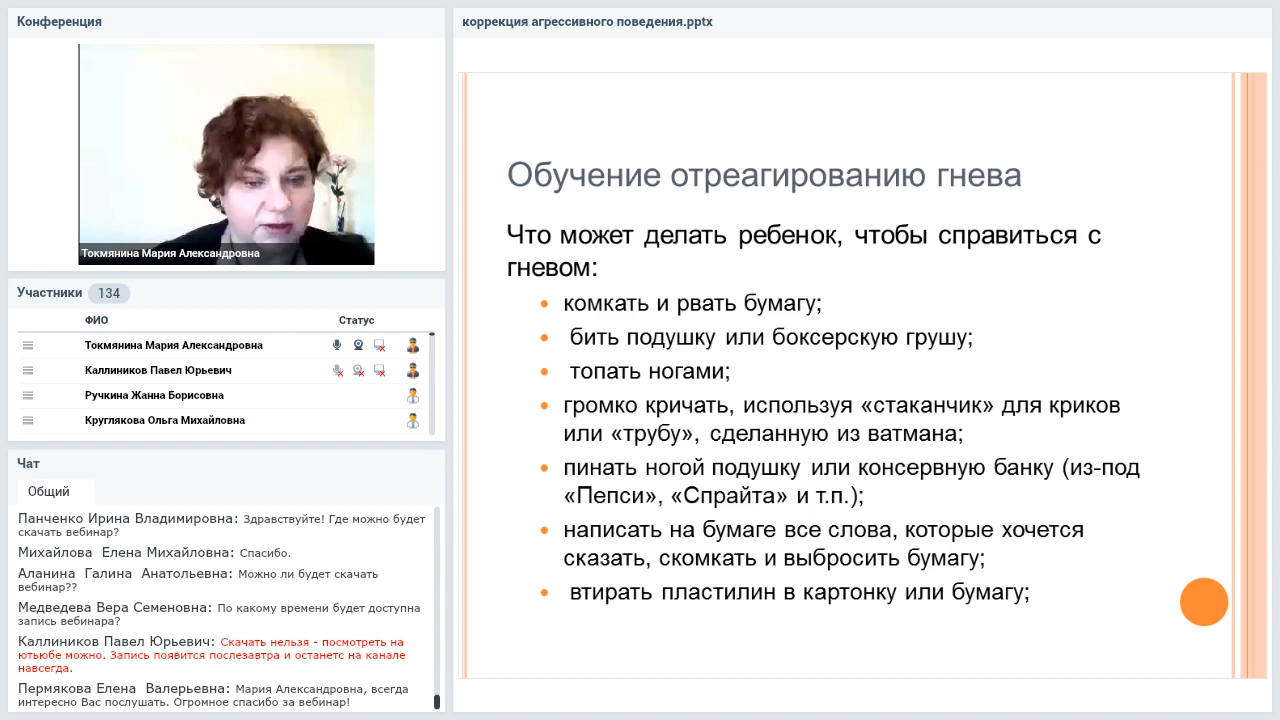 Конференция
Токмянина Мария Александровна
Участники 134
ФИО Статус
Токмянина Мария Александровна
Каллиников Павел Юрьевич
Ручкина Жанна Борисовна
Круглякова Ольга Михайловна
Чат
Общий
Панченко Ирина Владимировна: Здравствуйте! Где можно будет
скачать вебинар?
Михайлова Елена Михайловна: Спасибо.
Аланина Галина Анатольевна: Можно ли будет скачать
вебинар??
Медведева Вера Семеновна: По какому времени будет доступна
запись вебинара?
Каллиников Павел Юрьевич: Скачать нельзя - посмотреть на
ютьюбе можно. Запись появится послезавтра и останетс на канале
навсегда.
Пермякова Елена Валерьевна: Мария Александровна, всегда
интересно Вас послушать. Огромное спасибо за вебинар!
коррекция агрессивного поведения.pptx
Обучение отреагированию гнева
Что может делать ребенок, чтобы справиться с
гневом:
• комкать и рвать бумагу;
• бить подушку или боксерскую грушу;
• топать ногами;
• громко кричать, используя «стаканчик» для криков
или «трубу», сделанную из ватмана;
• пинать ногой подушку или консервную банку (из-под
«Пепси», «Спрайта» и т.п.);
• написать на бумаге все слова, которые хочется
сказать, скомкать и выбросить бумагу;
• втирать пластилин в картонку или бумагу;